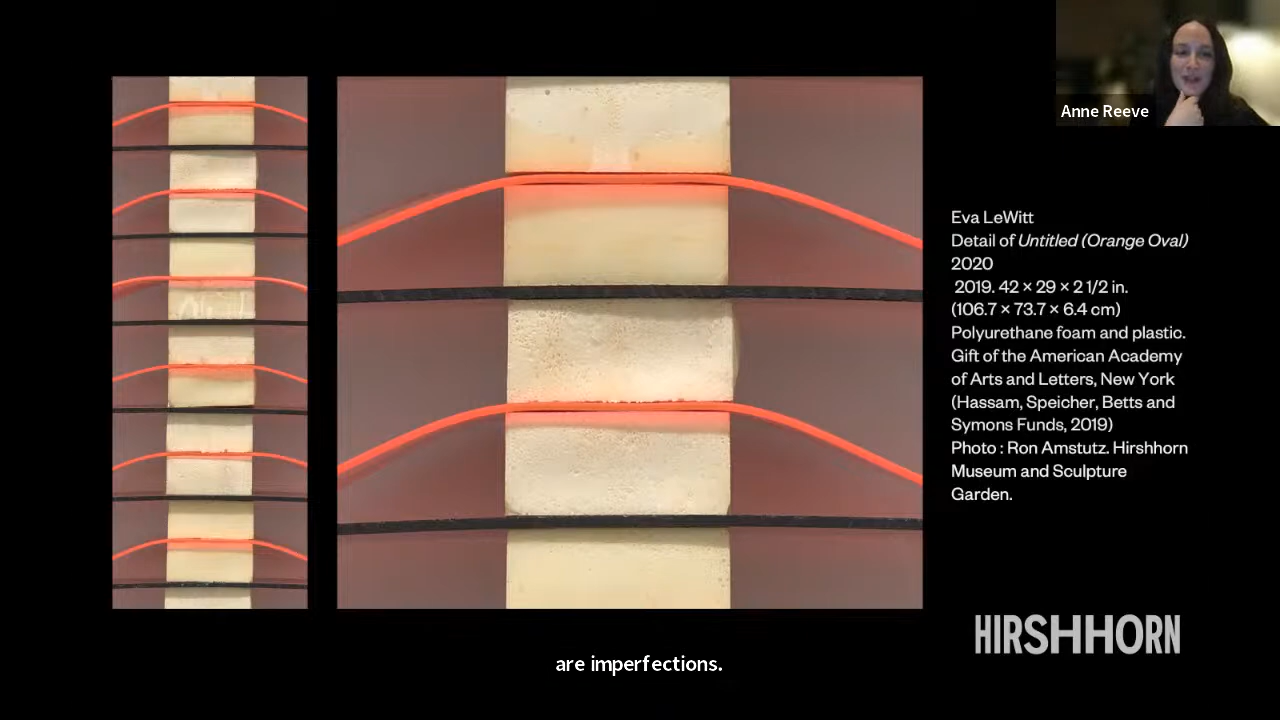 Anne Reeve
Eva LeWitt
Detail of Untitled (Orange Oval)
2020
2019. 42 × 29 × 2 1/2 in.
(106.7 × 73.7 × 6.4 cm)
Polyurethane foam and plastic.
Gift of the American Academy
of Arts and Letters, New York
(Hassam, Speicher, Betts and
Symons Funds, 2019)
Photo : Ron Amstutz. Hirshhorn
Museum and Sculpture
Garden.
HIRSHHORN
are imperfections.